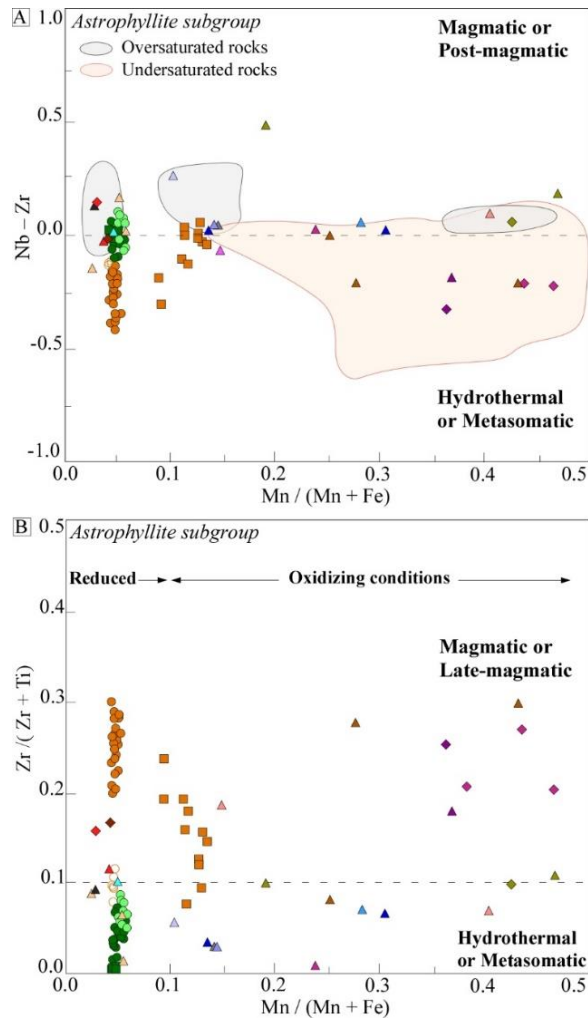 A
Astrophyllite subgroup
Oversaturated rocks
Undersaturated rocks
Magmatic or
Post-magmatic
1.0
0.5
0.0
-0.5
-1.0
Nb – Zr
Hydrothermal
or Metasomatic
0.0 0.1 0.2 0.3 0.4 0.5
Mn / (Mn + Fe)
B
Astrophyllite subgroup
Reduced
Oxidizing conditions
0.5
0.4
0.3
0.2
0.1
0.0
Zr /( Zr + Ti)
Magmatic or
Late-magmatic
Hydrothermal
or Metasomatic
0.0 0.1 0.2 0.3 0.4 0.5
Mn / (Mn + Fe)